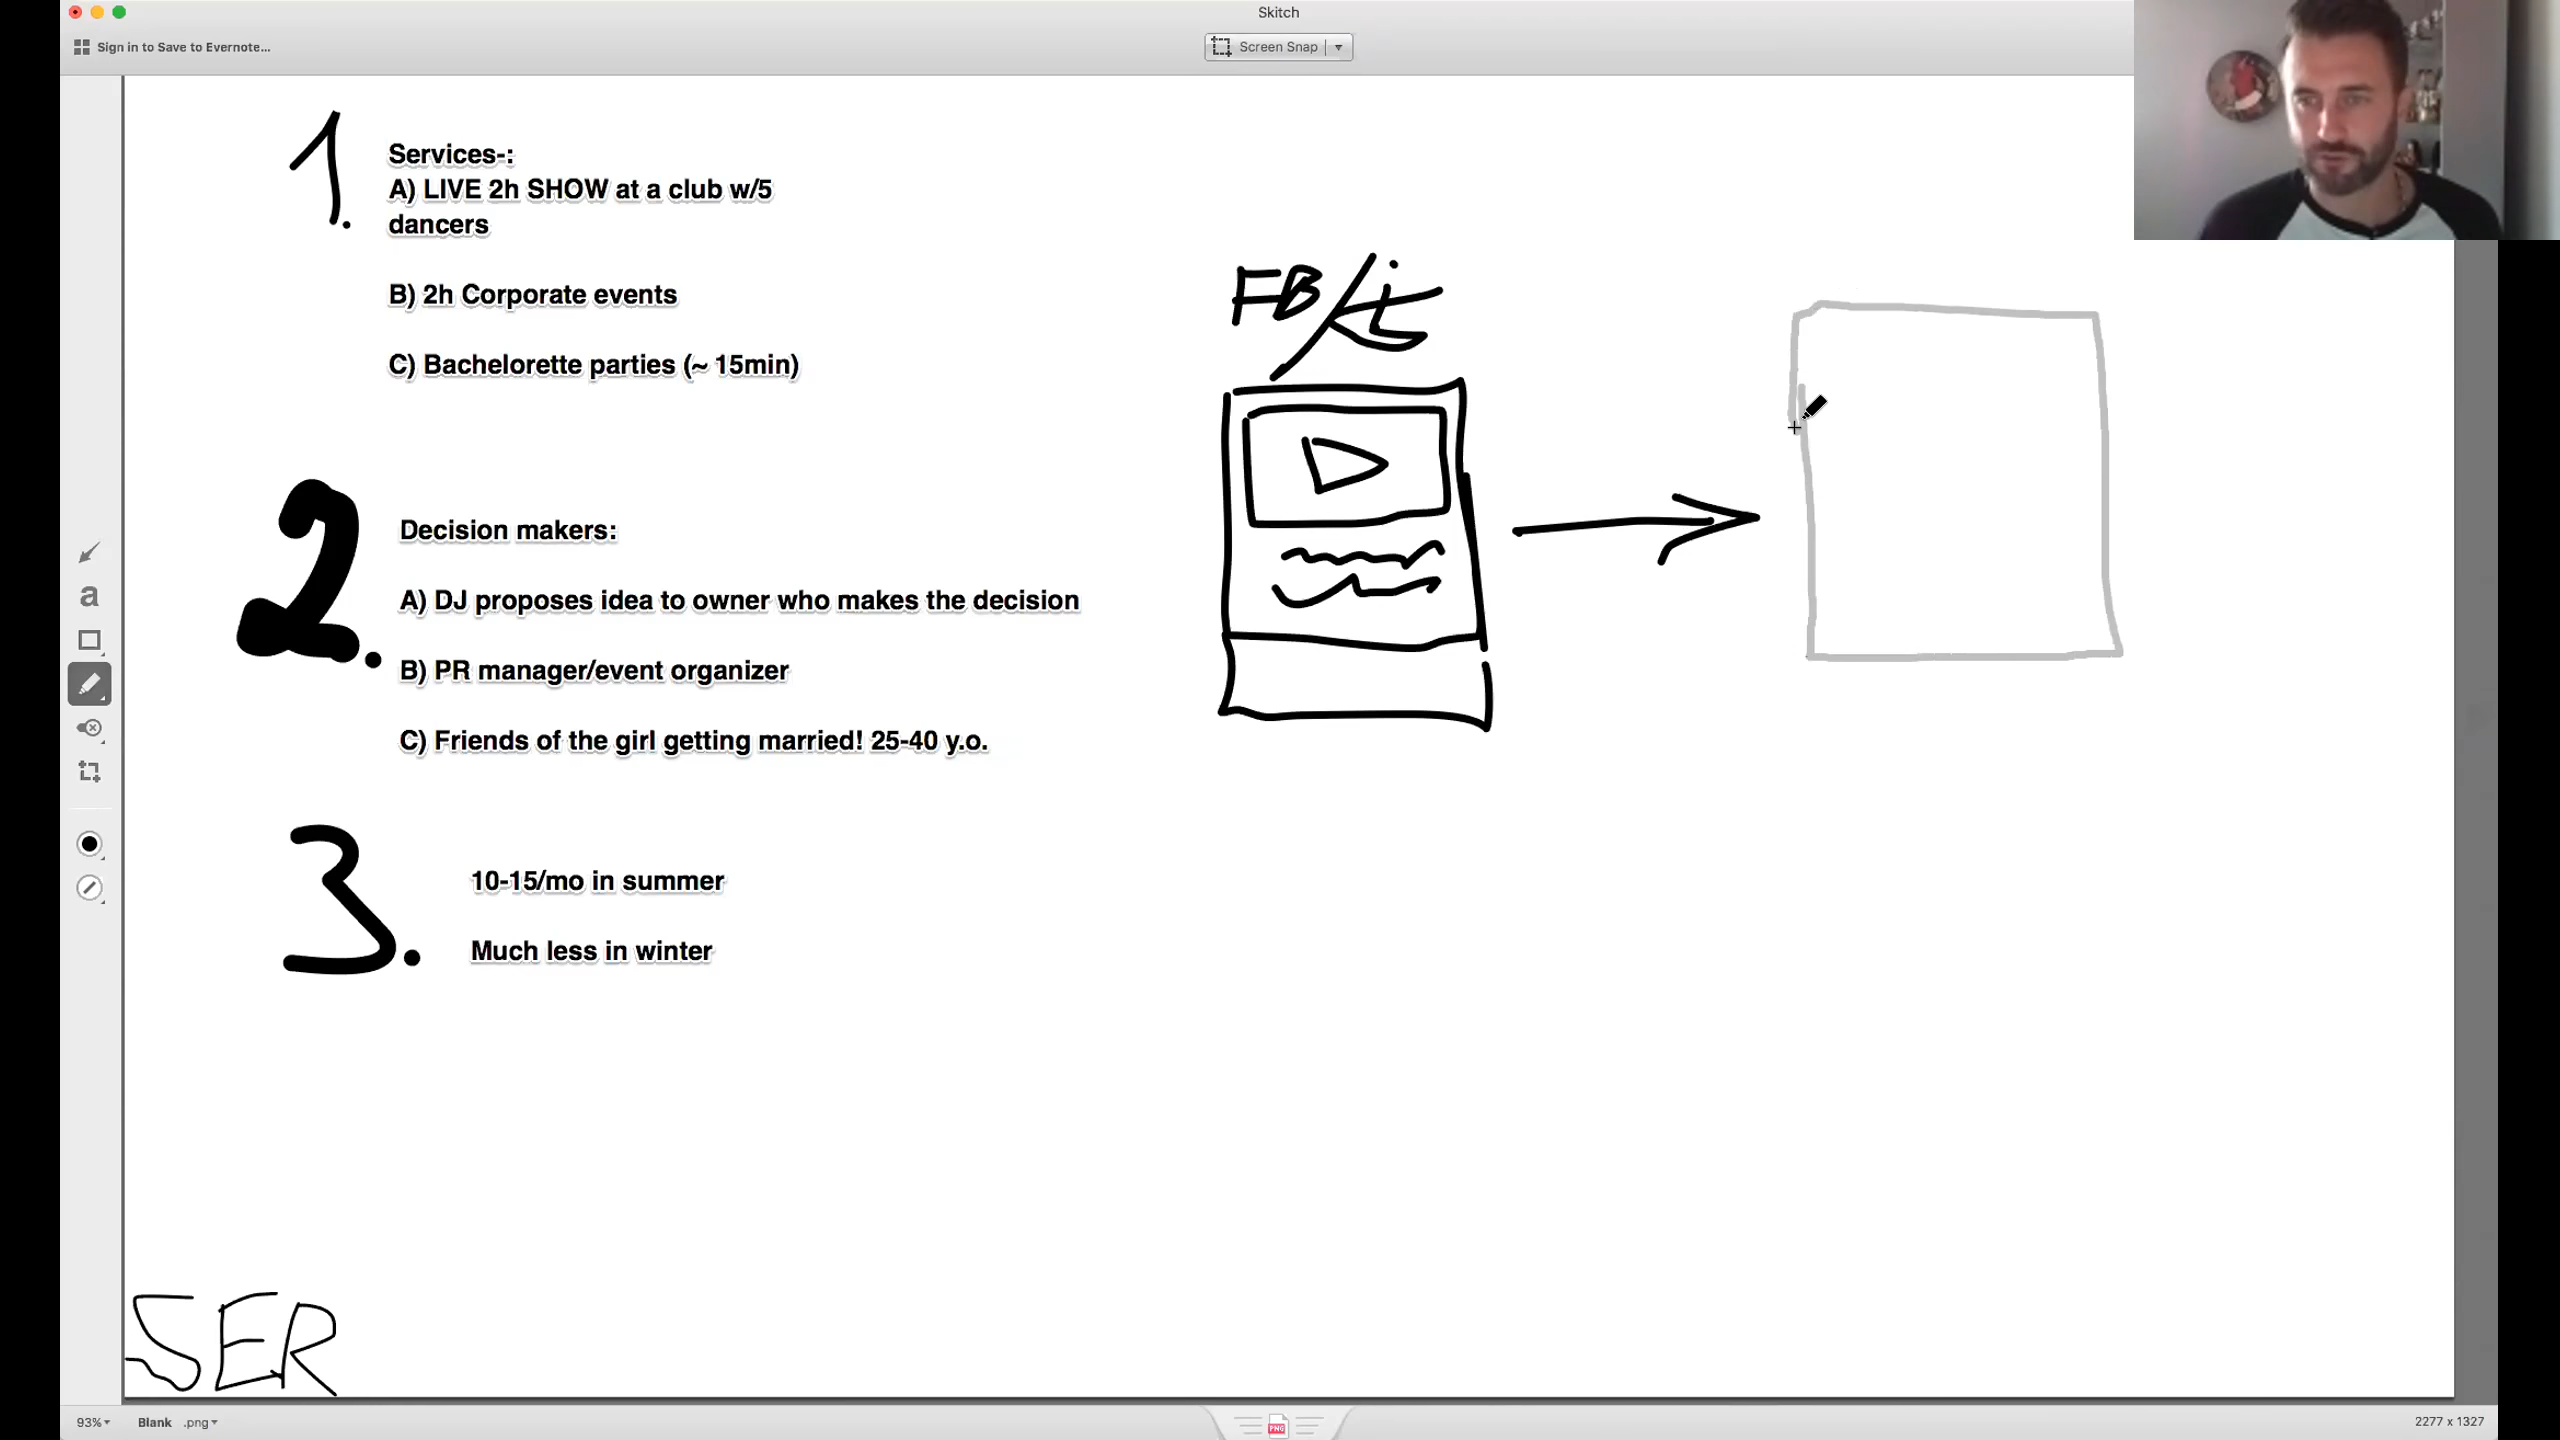 Skitch
Sign in to Save to Evernote...
Screen Snap
1.
Services-:
A) LIVE 2h SHOW at a club w/5
dancers
B) 2h Corporate events
C) Bachelorette parties (~ 15min)
2.
Decision makers:
A) DJ proposes idea to owner who makes the decision
B) PR manager/event organizer
C) Friends of the girl getting married! 25-40 y.o.
3.
10-15/mo in summer
Much less in winter
FB/
SER
a
93%
Blank .png
PNG
2277 x 1327